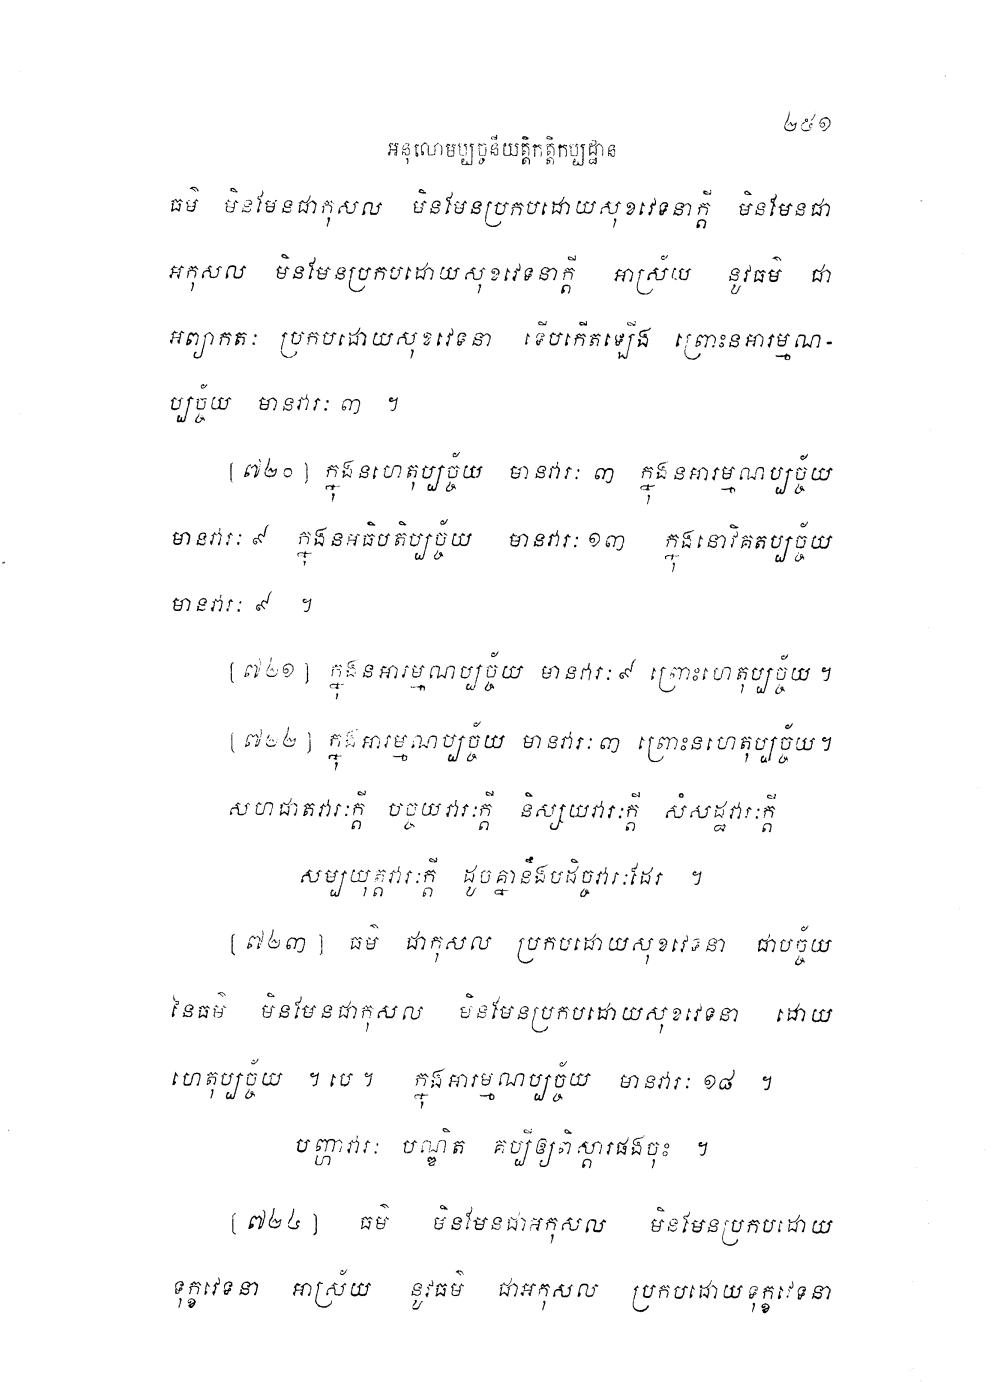 ២៥១
អនុលោមប្បច្ចនីយត្តិកត្តិកប្បដ្ឋាន
ធម៌ មិនមែនជាកុសល មិនមែនប្រកបដោយសុខវេទនាក្តី មិនមែនជា
អកុសល មិនមែនប្រកបដោយសុខវេទនាក្តី អាស្រ័យ នូវធម៌ ជា
អព្យាកតៈ ប្រកបដោយសុខវេទនា ទើបកើតឡើង ព្រោះនអារម្មណ-
ប្បច្ច័យ មានវារៈ ៣ ។
[៧២០] ក្នុងនហេតុប្បច្ច័យ មានវារៈ ៣ ក្នុងនអារម្មណប្បច្ច័យ
មានវារៈ ៩ ក្នុងនអធិបតិប្បច្ច័យ មានវារៈ ១៣ ក្នុងនោវិគតប្បច្ច័យ
មានវារៈ ៩ ។
[៧២១] ក្នុងនអារម្មណប្បច្ច័យ មានវារៈ ៩ ព្រោះហេតុប្បច្ច័យ ។
[៧២២] ក្នុងអារម្មណប្បច្ច័យ មានវារៈ ៣ ព្រោះនហេតុប្បច្ច័យ ។
សហជាតវារៈក្តី បច្ចយវារៈក្តី និស្សយវារៈក្តី សំសដ្ឋវារៈក្តី
សម្បយុត្តវារៈក្តី ដូចគ្នានឹងបដិច្ចវារៈដែរ ។
[៧២៣] ធម៌ ជាកុសល ប្រកបដោយសុខវេទនា ជាបច្ច័យ
នៃធម៌ មិនមែនជាកុសល មិនមែនប្រកបដោយសុខវេទនា ដោយ
ហេតុប្បច្ច័យ ។ បេ ។ ក្នុងអារម្មណប្បច្ច័យ មានវារៈ ១៨ ។
បញ្ហាវារៈ បណ្ឌិត គប្បីឲ្យពិស្តារផងចុះ ។
[៧២៤] ធម៌ មិនមែនជាអកុសល មិនមែនប្រកបដោយ
ទុក្ខវេទនា អាស្រ័យ នូវធម៌ ជាអកុសល ប្រកបដោយទុក្ខវេទនា